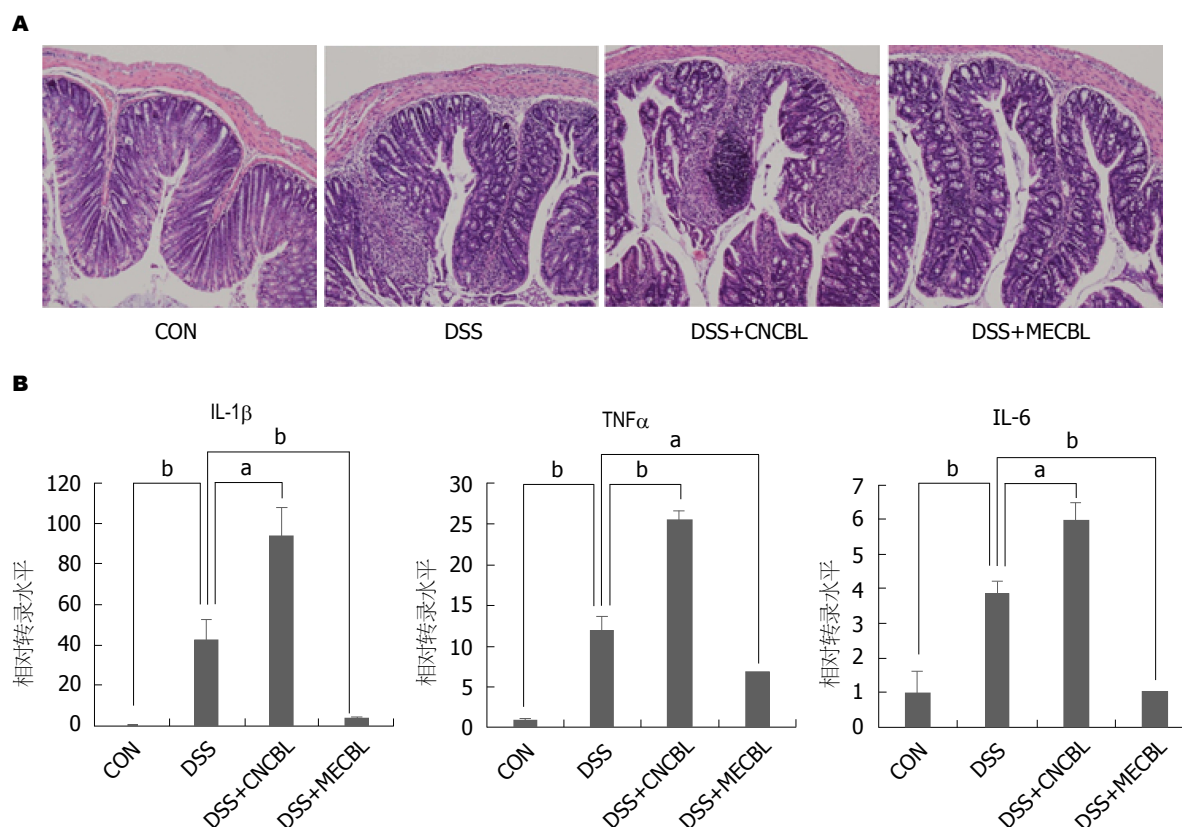 A
CON
DSS
DSS+CNCBL
DSS+MECBL
B
IL-1β
b
b
a
120
100
80
60
40
20
0
相对转录水平
CON
DSS
DSS+CNCBL
DSS+MECBL
TNFα
a
b
b
30
25
20
15
10
5
0
相对转录水平
CON
DSS
DSS+CNCBL
DSS+MECBL
IL-6
b
b
a
7
6
5
4
3
2
1
0
相对转录水平
CON
DSS
DSS+CNCBL
DSS+MECBL